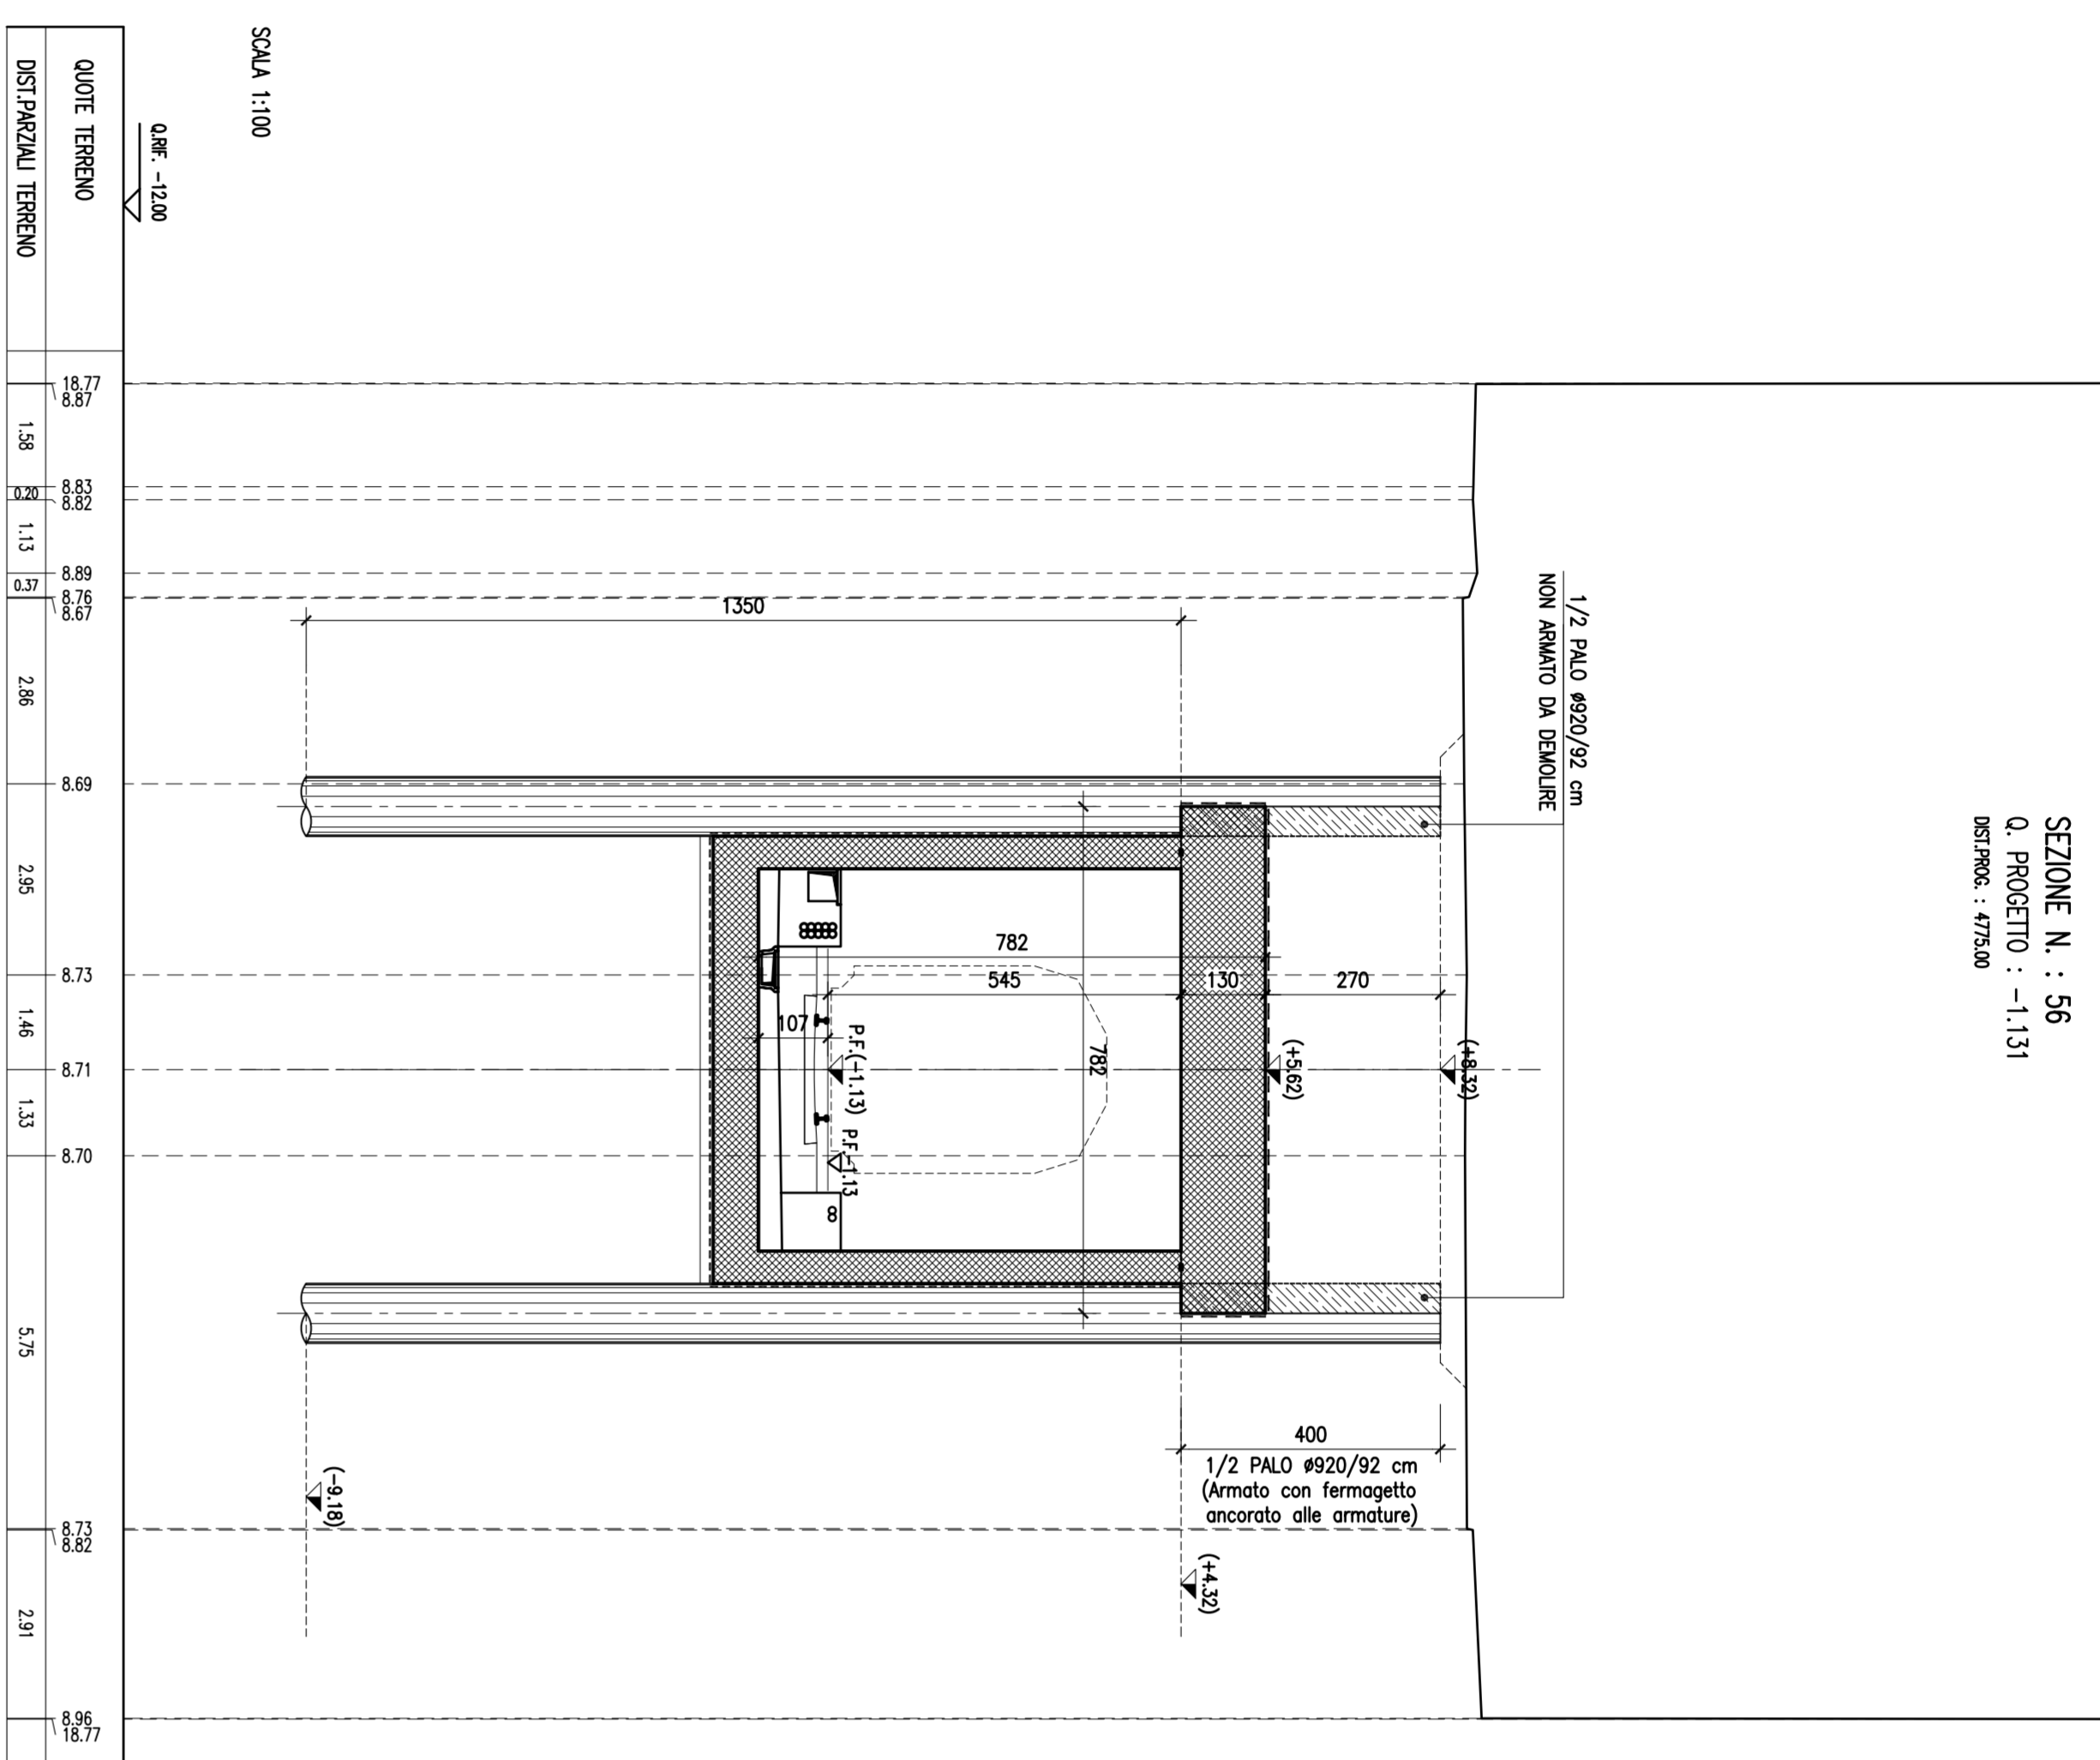 SEZIONE N. : 56
Q. PROGETTO : -1.131
DIST.PROG. : 4775.00
1/2 PALO ø920/92 cm
NON ARMATO DA DEMOLIRE
(+8.32)
(+5.62)
270
130
545
782
782
107
P.F.(-1.13)
P.F.-1.13
8
1350
400
1/2 PALO ø920/92 cm
(Armato con fermagetto
ancorato alle armature)
(+4.32)
(-9.18)
SCALA 1:100
Q.RIF. -12.00
QUOTE TERRENO
18.77
8.87
8.83
8.82
8.89
8.76
8.67
8.69
8.73
8.71
8.70
8.73
8.82
8.96
18.77
DIST.PARZIALI TERRENO
1.58
0.20
1.13
0.37
2.86
2.95
1.46
1.33
5.75
2.91